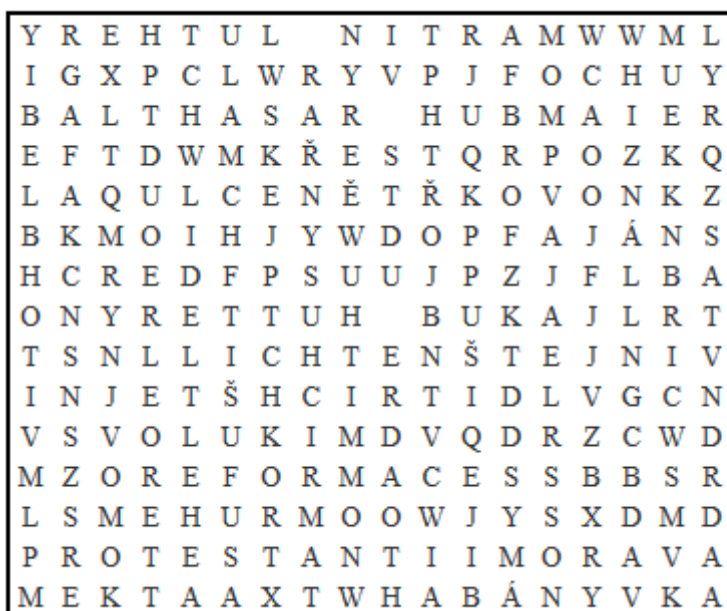 Y R E H T U L   N I T R A M W W M L
I G X P C L W R Y V P J F O C H U Y
B A L T H A S A R   H U B M A I E R
E F T D W M K Ř E S T Q R P O Z K Q
L A Q U L C E N Ě T Ř K O V O N K Z
B K M O I H J Y W D O P F A J Á N S
H C R E D F P S U U J P Z J F L B A
O N Y R E T T U H   B U K A J L R T
T S N L L I C H T E N Š T E J N I V
I N J E T Š H C I R T I D L V G C N
V S V O L U K I M D V Q D R Z C W D
M Z O R E F O R M A C E S S B B S R
L S M E H U R M O O W J Y S X D M D
P R O T E S T A N T I I M O R A V A
M E K T A A X T W H A B Á N Y V K A